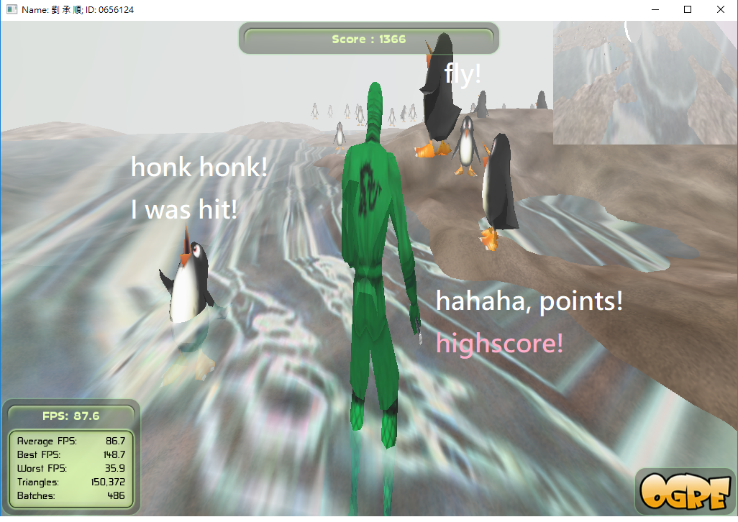 Name: 劉 承 順; ID: 0656124
Score : 1366
fly!
honk honk!
I was hit!
hahaha, points!
highscore!
FPS: 87.6
Average FPS: 86.7
Best FPS: 148.7
Worst FPS: 35.9
Triangles: 150,372
Batches: 486
OGRE